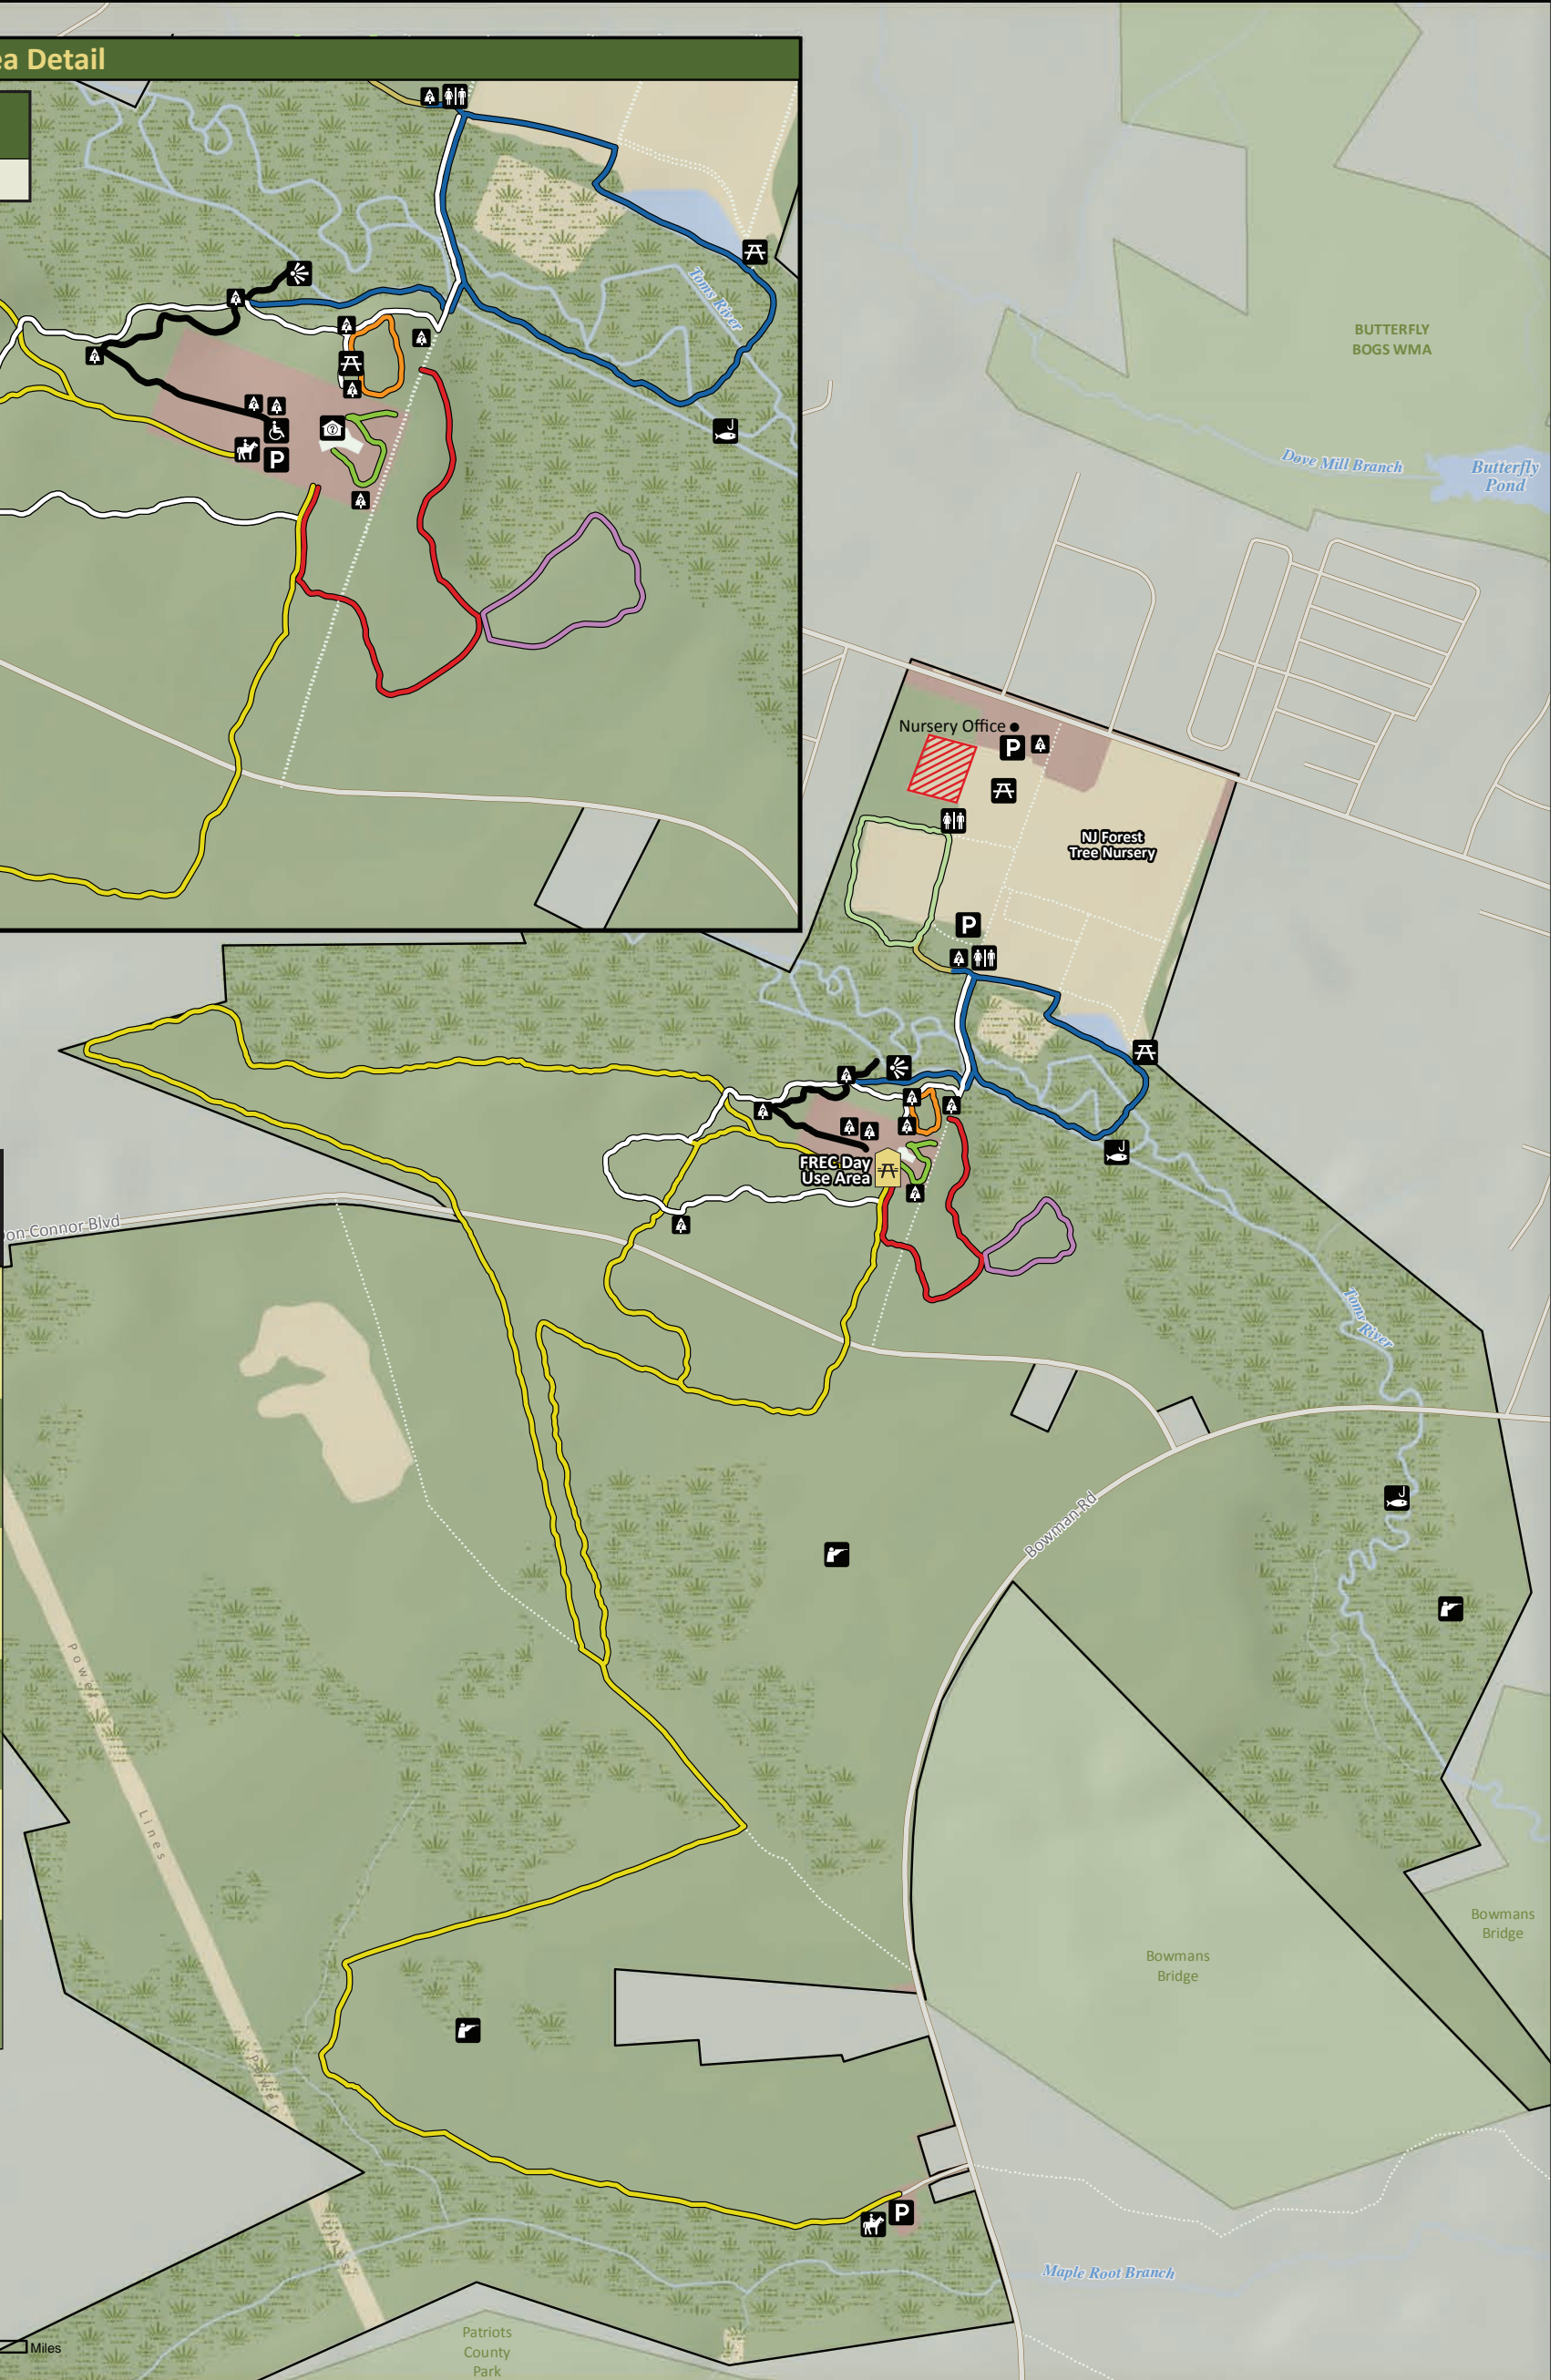 ea Detail
Toms River
P
BUTTERFLY
BOGS WMA
Dove Mill Branch
Butterfly
Pond
Nursery Office
P
NJ Forest
Tree Nursery
P
FREC Day
Use Area
on Connor Blvd
Toms River
Bowman Rd
Power
Lines
Bowmans
Bridge
Bowmans
Bridge
Power
Lines
P
Maple Root Branch
Miles
Patriots
County
Park